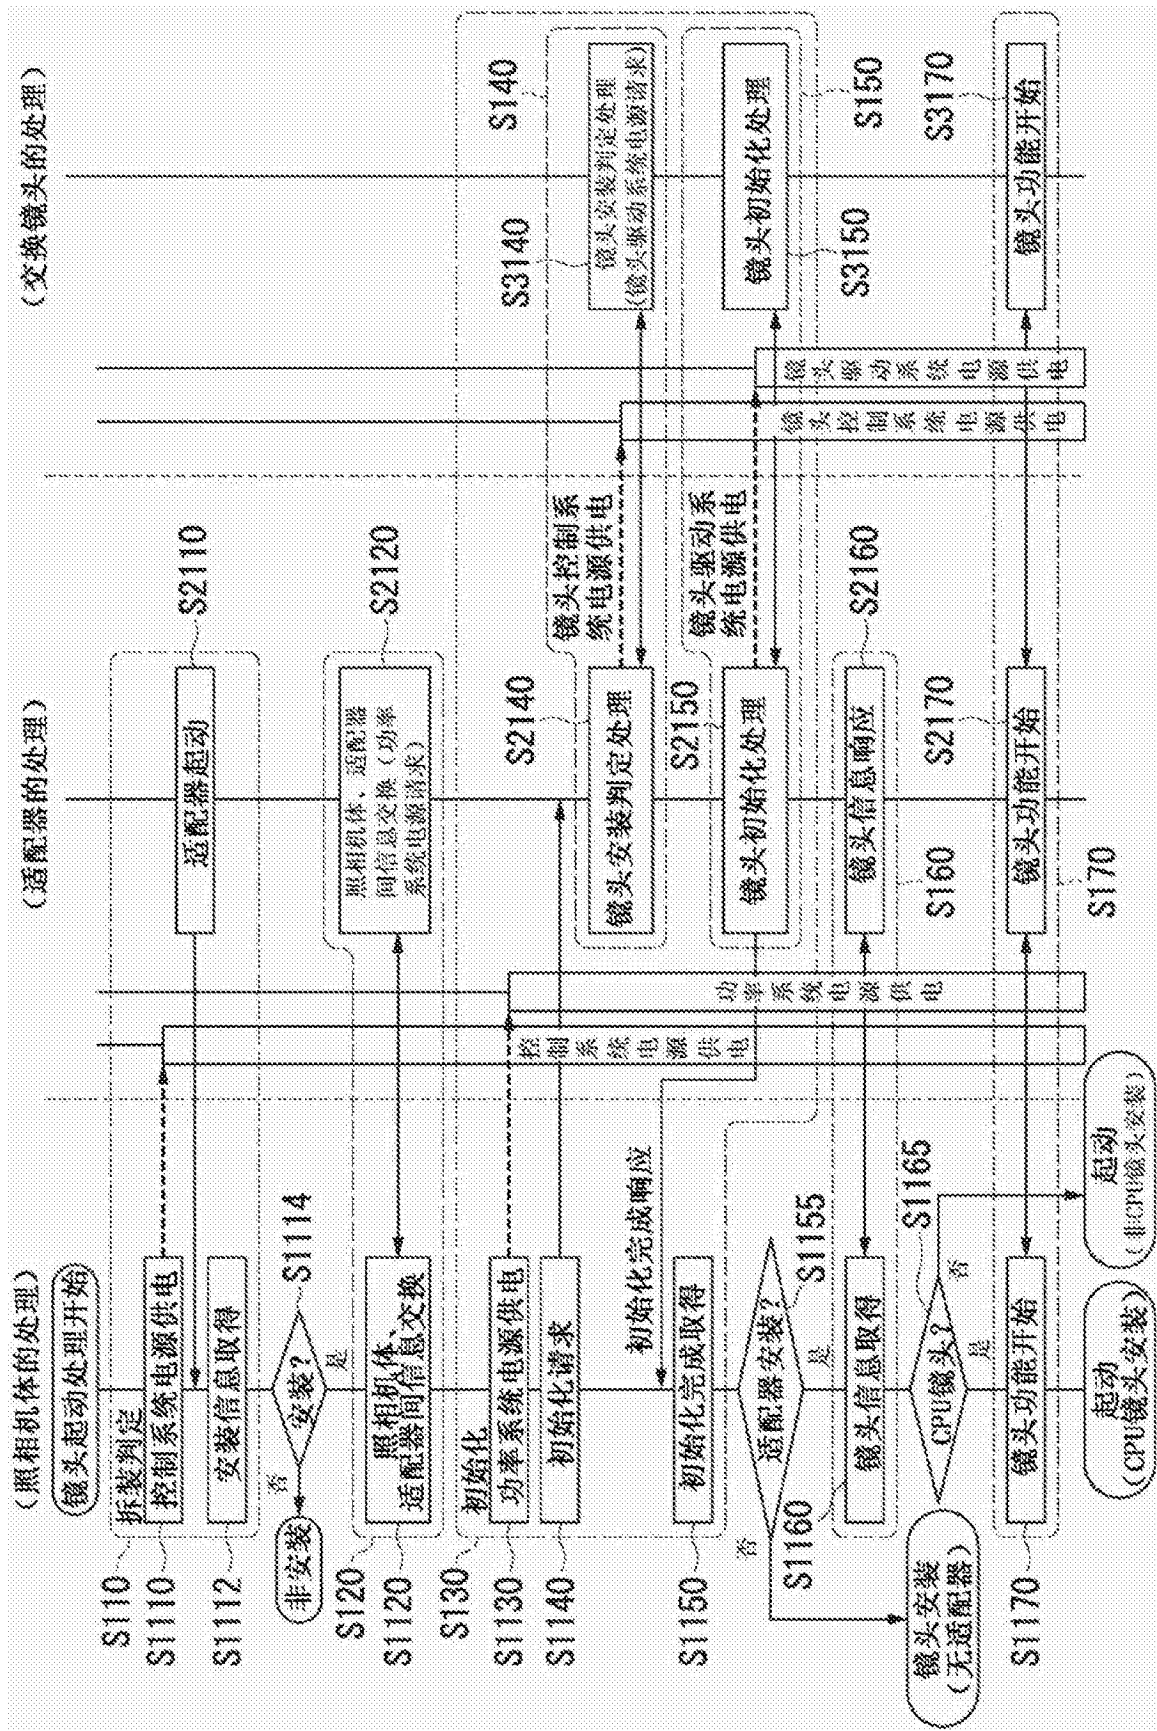 (照相机体的处理)
(适配器的处理)
(交换镜头的处理)
镜头起动处理开始
拆装判定
S110
控制系统电源供电
S1110
适配器起动
S2110
控制系统电源供电
安装信息取得
S1112
安装?
S1114
否
是
非安装
S120
照相机体、
适配器间信息交换
S1120
照相机体、适配器
间信息交换(功率
系统电源请求)
S2120
初始化
S130
功率系统电源供电
S1130
功率系统电源供电
初始化请求
S1140
S140
镜头安装判定处理
S2140
镜头控制系
统电源供电
镜头安装判定处理
(镜头驱动系统电源请求)
S3140
镜头控制系统电源供电
初始化完成响应
初始化完成取得
S1150
镜头初始化处理
S2150
镜头驱动系
统电源供电
镜头初始化处理
S3150
S150
镜头驱动系统电源供电
适配器安装?
S1155
否
是
镜头安装
(无适配器)
镜头信息取得
S1160
镜头信息响应
S2160
S160
CPU镜头?
S1165
否
是
镜头功能开始
S1170
镜头功能开始
S2170
镜头功能开始
S3170
S170
起动
(CPU镜头安装)
起动
(非CPU镜头安装)